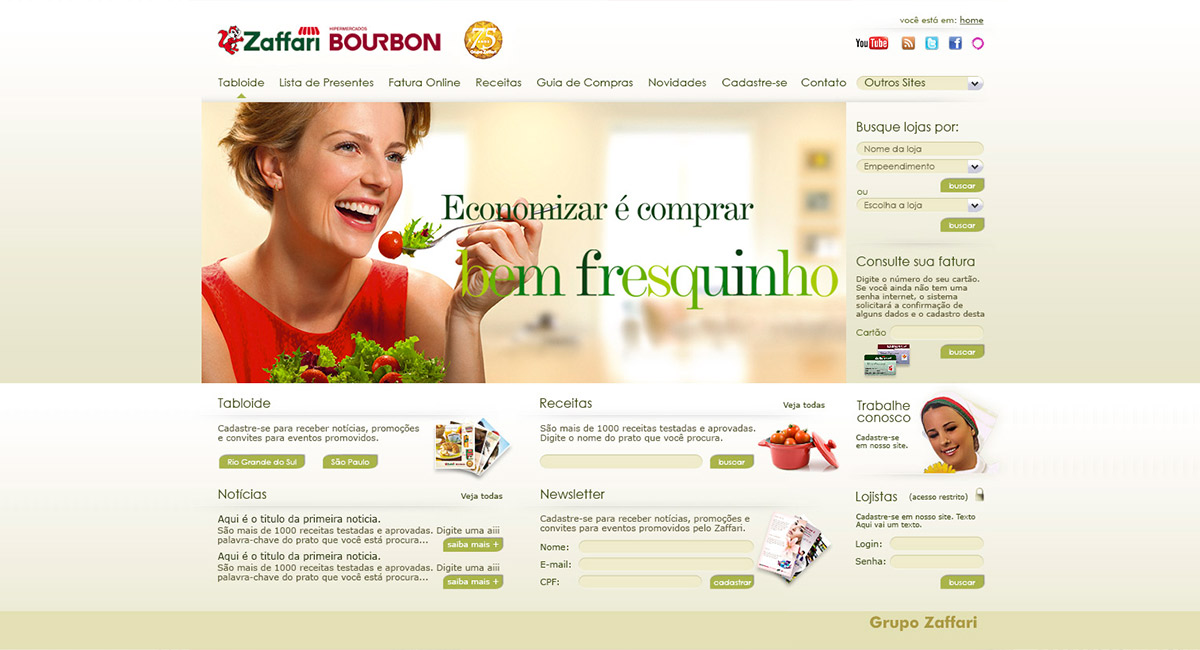 você está em: home
Zaffari
HIPERMERCADOS
BOURBON
75
Grupo Zaffari
You Tube
Tabloide
Lista de Presentes
Fatura Online
Receitas
Guia de Compras
Novidades
Cadastre-se
Contato
Outros Sites
Economizar é comprar
bem fresquinho
Busque lojas por:
Nome da loja
Empeendimento
buscar
ou
Escolha a loja
buscar
Consulte sua fatura
Digite o número do seu cartão.
Se você ainda não tem uma
senha internet, o sistema
solicitará a confirmação de
alguns dados e o cadastro desta
Cartão
buscar
Tabloide
Cadastre-se para receber notícias, promoções
e convites para eventos promovidos.
Rio Grande do Sul
São Paulo
Receitas
Veja todas
São mais de 1000 receitas testadas e aprovadas.
Digite o nome do prato que você procura.
buscar
Trabalhe
conosco
Cadastre-se
em nosso site.
Notícias
Veja todas
Aqui é o titulo da primeira noticia.
São mais de 1000 receitas testadas e aprovadas. Digite uma aiii
palavra-chave do prato que você está procura...
saiba mais +
Aqui é o titulo da primeira noticia.
São mais de 1000 receitas testadas e aprovadas. Digite uma aiii
palavra-chave do prato que você está procura...
saiba mais +
Newsletter
Cadastre-se para receber notícias, promoções e
convites para eventos promovidos pelo Zaffari.
Nome:
E-mail:
CPF:
cadastrar
Lojistas
(acesso restrito)
Cadastre-se em nosso site. Texto
Aqui vai um texto.
Login:
Senha:
buscar
Grupo Zaffari